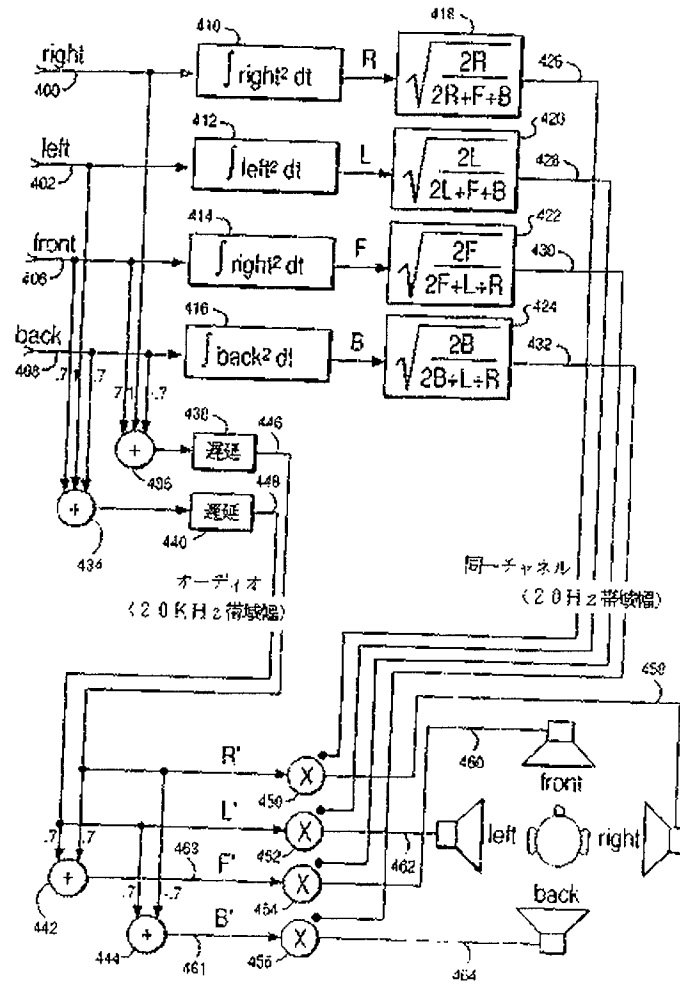 410
418
right
∫ right² dt
R
√ 2R / 2R+F+B
426
400
412
420
left
∫ left² dt
L
√ 2L / 2L+F+B
428
402
414
422
front
∫ right² dt
F
√ 2F / 2F+L+R
430
406
416
424
back
∫ back² dt
B
√ 2B / 2B+L+R
432
408
.7
.7
.7
-.7
438
446
+
遅延
436
448
+
遅延
434
440
オーディオ
(20KHz帯域幅)
同一チャネル
(20Hz帯域幅)
458
460
R'
X
450
front
L'
X
452
462
left
right
.7
.7
463
F'
X
+
454
442
.7
-.7
back
B'
X
+
444
461
456
464